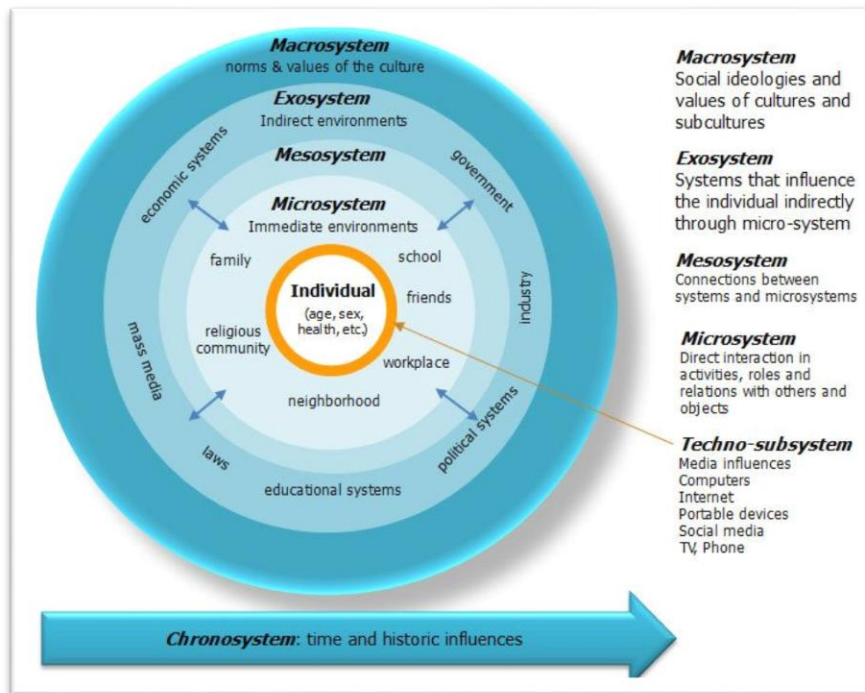 Macrosystem
norms & values of the culture
Exosystem
Indirect environments
Mesosystem
Microsystem
Immediate environments
economic systems
government
family
school
Individual
(age, sex,
health, etc.)
friends
industry
religious
community
mass media
workplace
neighborhood
laws
political systems
educational systems
Macrosystem
Social ideologies and
values of cultures and
subcultures
Exosystem
Systems that influence
the individual indirectly
through micro-system
Mesosystem
Connections between
systems and microsystems
Microsystem
Direct interaction in
activities, roles and
relations with others and
objects
Techno-subsystem
Media influences
Computers
Internet
Portable devices
Social media
TV, Phone
Chronosystem: time and historic influences